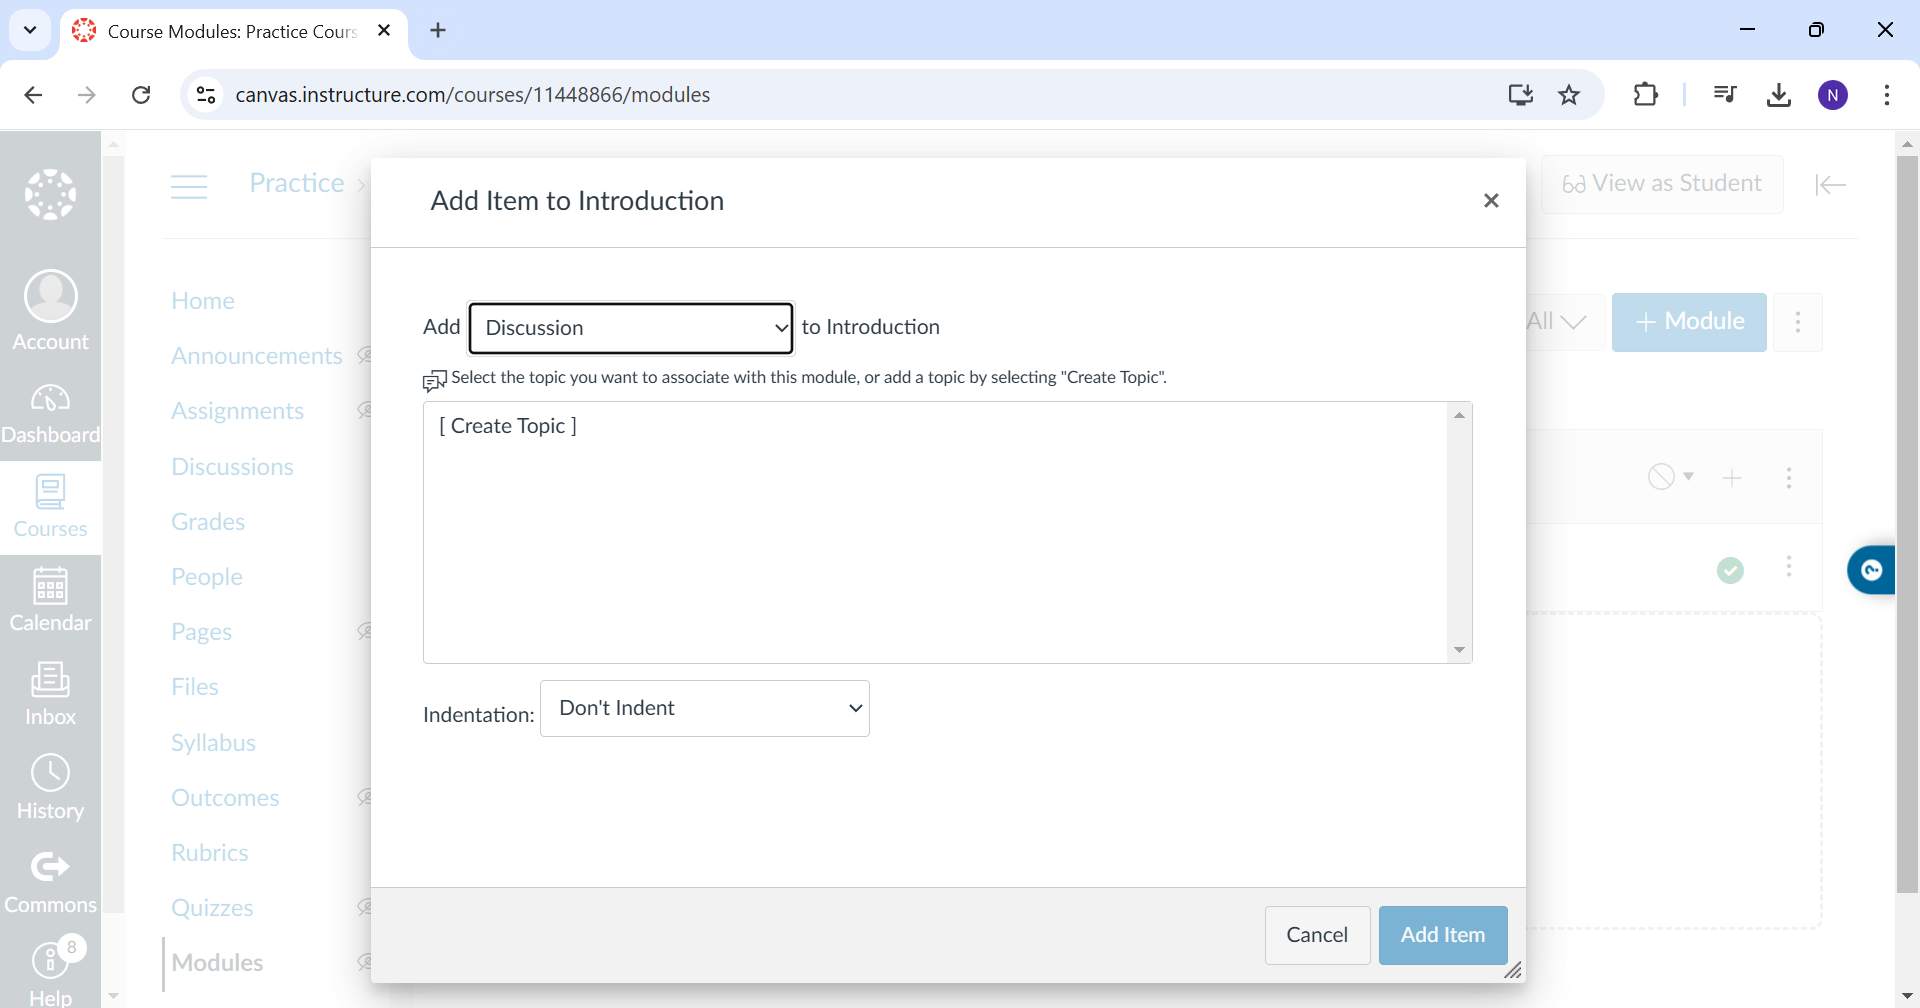 Course Modules: Practice Cours
canvas.instructure.com/courses/11448866/modules
N
Account
Dashboard
Courses
Calendar
Inbox
History
Commons
8
Help
Practice
View as Student
Home
Announcements
Assignments
Discussions
Grades
People
Pages
Files
Syllabus
Outcomes
Rubrics
Quizzes
Modules
All
+ Module
Add Item to Introduction
Add Discussion to Introduction
Select the topic you want to associate with this module, or add a topic by selecting "Create Topic".
[ Create Topic ]
Indentation: Don't Indent
Cancel
Add Item